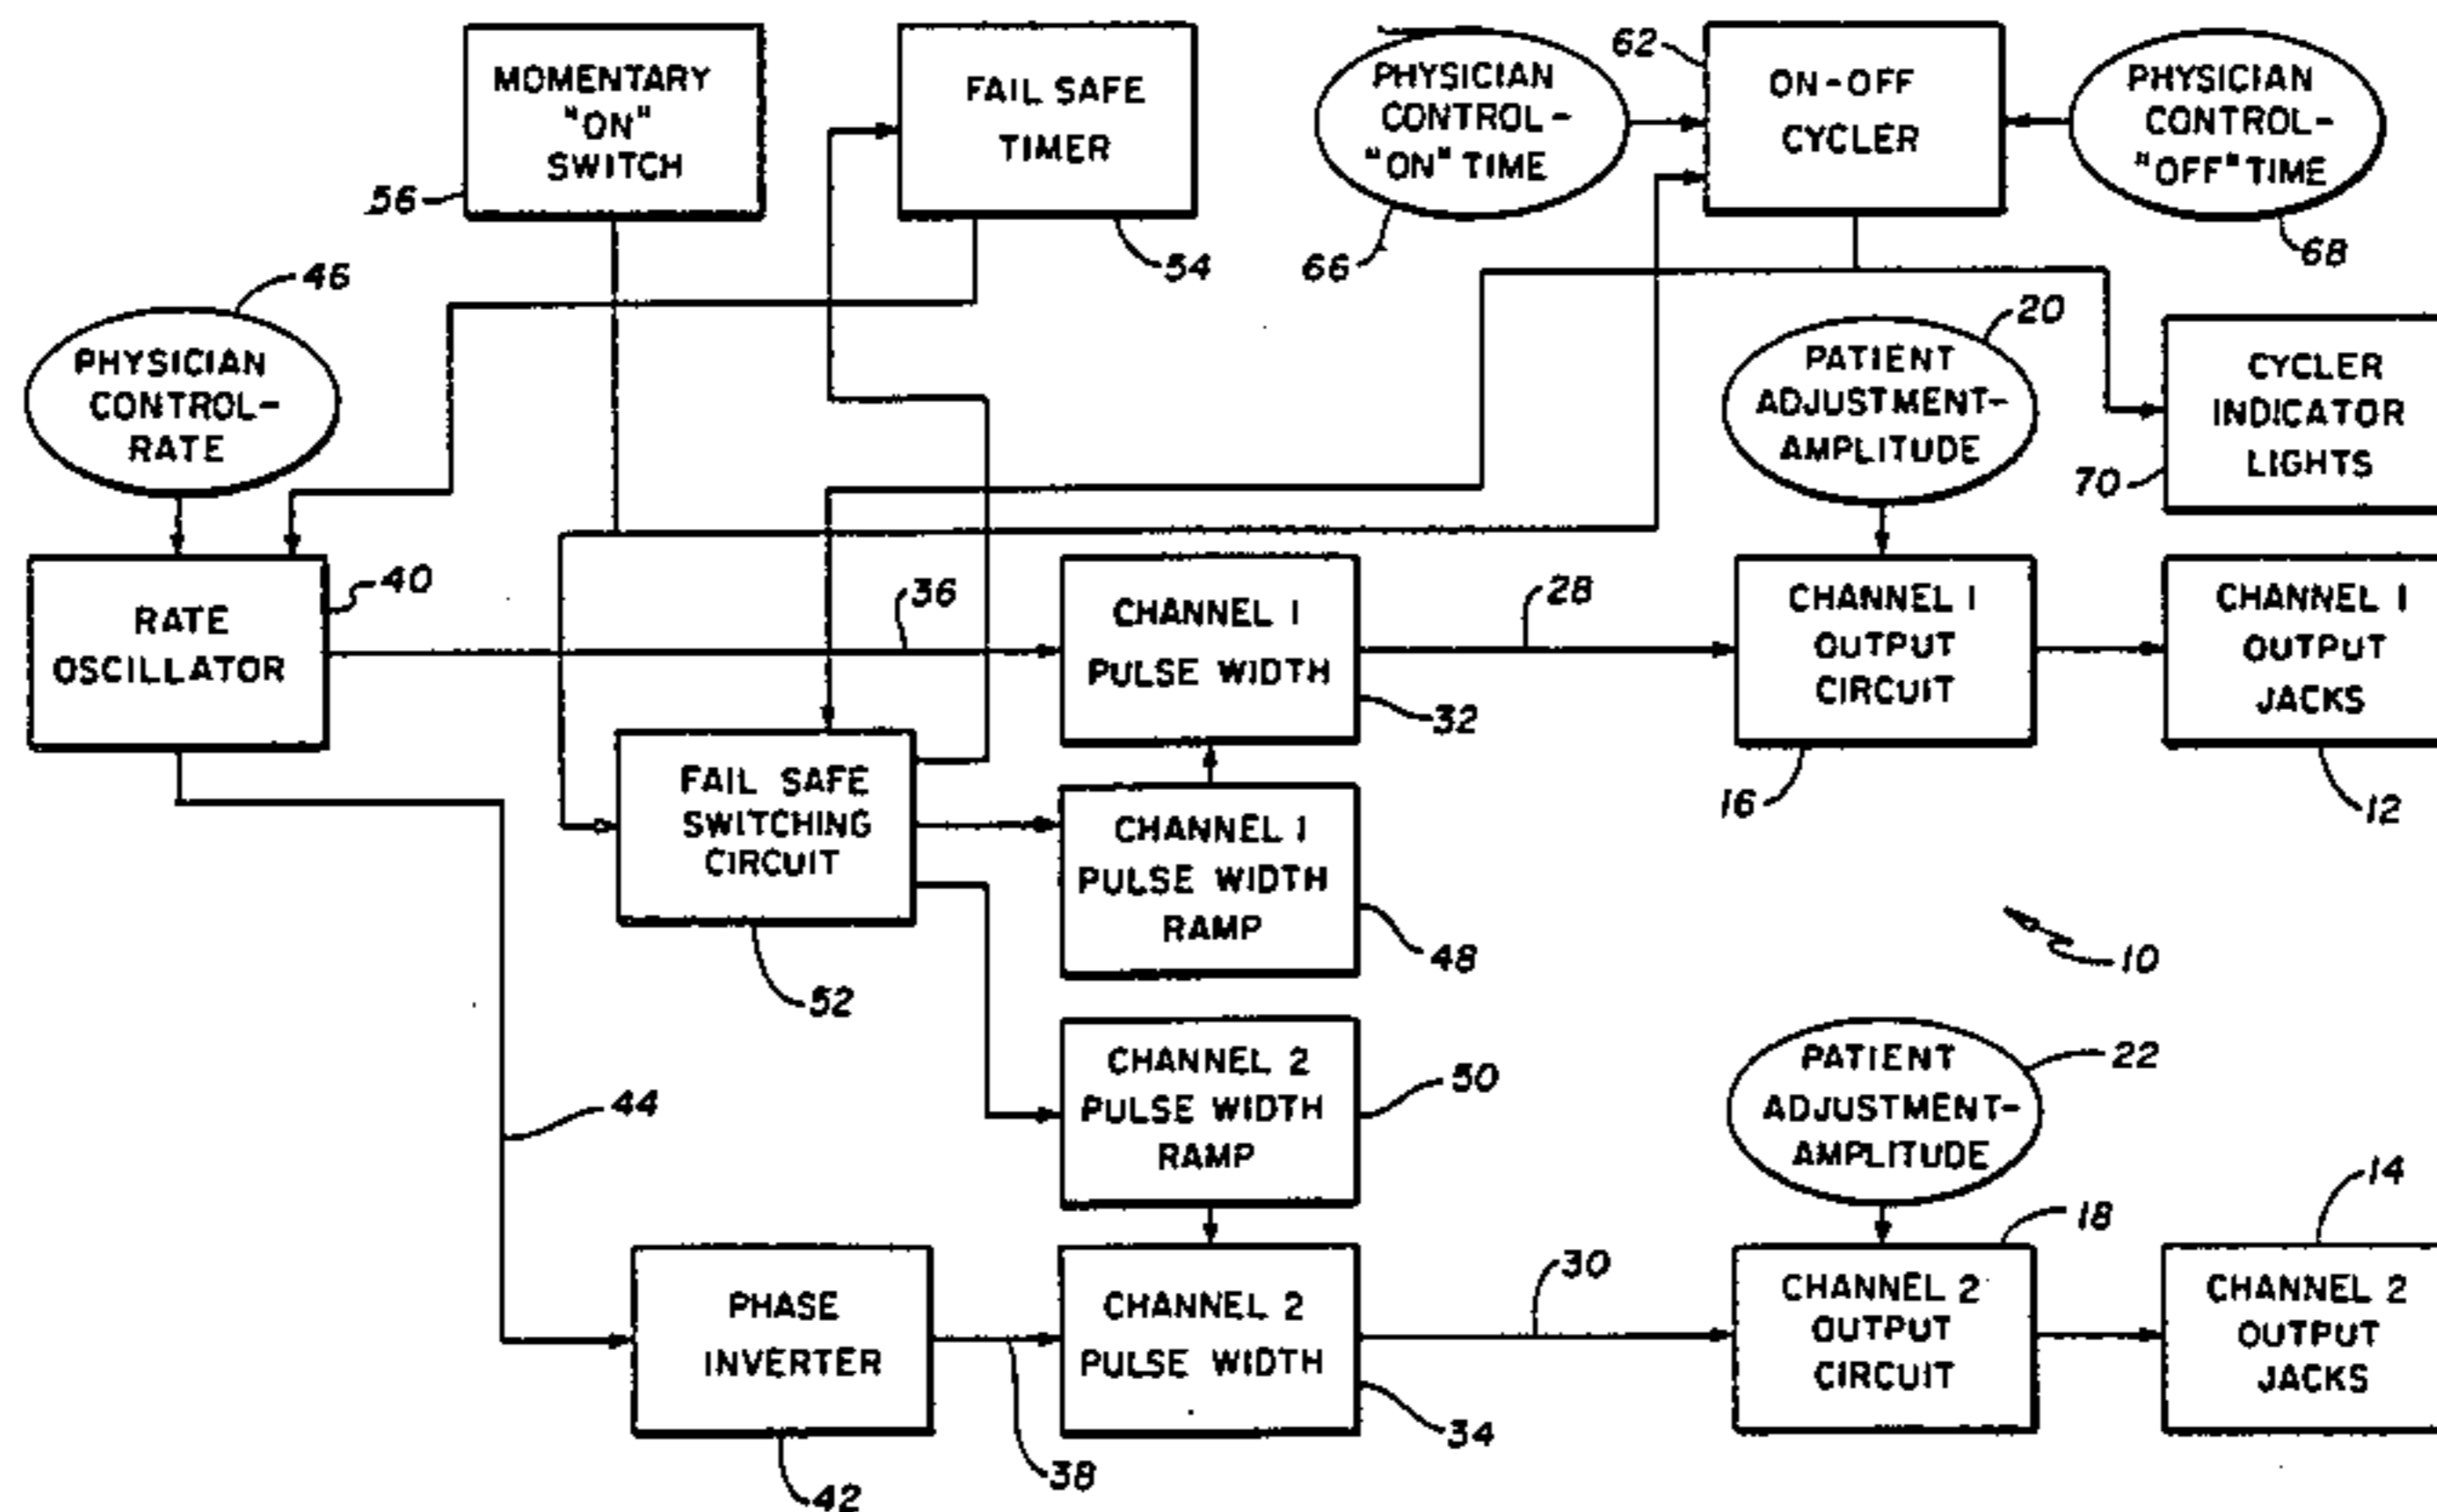 MOMENTARY
"ON"
SWITCH
56
FAIL SAFE
TIMER
54
PHYSICIAN
CONTROL-
"ON" TIME
66
62
ON-OFF
CYCLER
PHYSICIAN
CONTROL-
"OFF" TIME
68
46
PHYSICIAN
CONTROL-
RATE
20
PATIENT
ADJUSTMENT-
AMPLITUDE
CYCLER
INDICATOR
LIGHTS
70
RATE
OSCILLATOR
40
36
CHANNEL 1
PULSE WIDTH
32
28
CHANNEL 1
OUTPUT
CIRCUIT
16
CHANNEL 1
OUTPUT
JACKS
12
FAIL SAFE
SWITCHING
CIRCUIT
52
CHANNEL 1
PULSE WIDTH
RAMP
48
10
44
CHANNEL 2
PULSE WIDTH
RAMP
50
PATIENT
ADJUSTMENT-
AMPLITUDE
22
PHASE
INVERTER
42
38
CHANNEL 2
PULSE WIDTH
34
30
CHANNEL 2
OUTPUT
CIRCUIT
18
CHANNEL 2
OUTPUT
JACKS
14